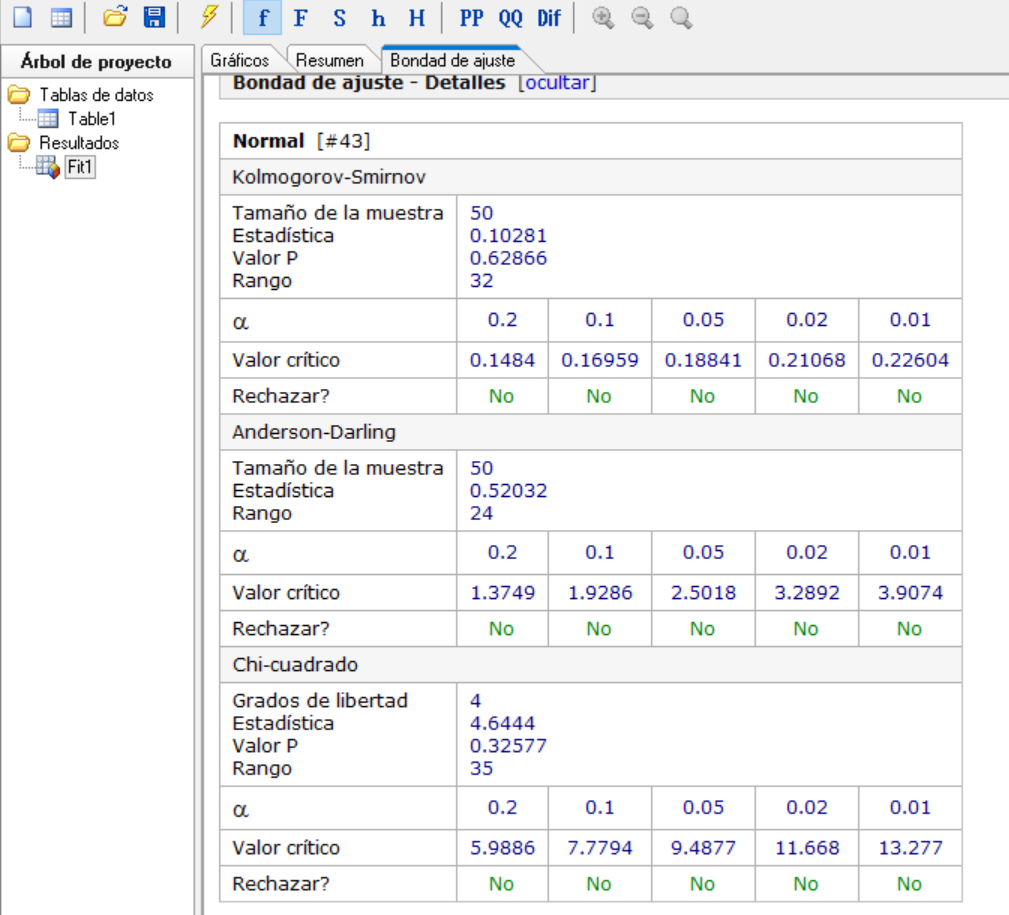 f F S h H PP QQ Dif
Árbol de proyecto
Tablas de datos
Table1
Resultados
Fit1
Gráficos Resumen Bondad de ajuste
Bondad de ajuste - Detalles [ocultar]
Normal [#43]
Kolmogorov-Smirnov
Tamaño de la muestra 50
Estadística 0.10281
Valor P 0.62866
Rango 32
α 0.2 0.1 0.05 0.02 0.01
Valor crítico 0.1484 0.16959 0.18841 0.21068 0.22604
Rechazar? No No No No No
Anderson-Darling
Tamaño de la muestra 50
Estadística 0.52032
Rango 24
α 0.2 0.1 0.05 0.02 0.01
Valor crítico 1.3749 1.9286 2.5018 3.2892 3.9074
Rechazar? No No No No No
Chi-cuadrado
Grados de libertad 4
Estadística 4.6444
Valor P 0.32577
Rango 35
α 0.2 0.1 0.05 0.02 0.01
Valor crítico 5.9886 7.7794 9.4877 11.668 13.277
Rechazar? No No No No No